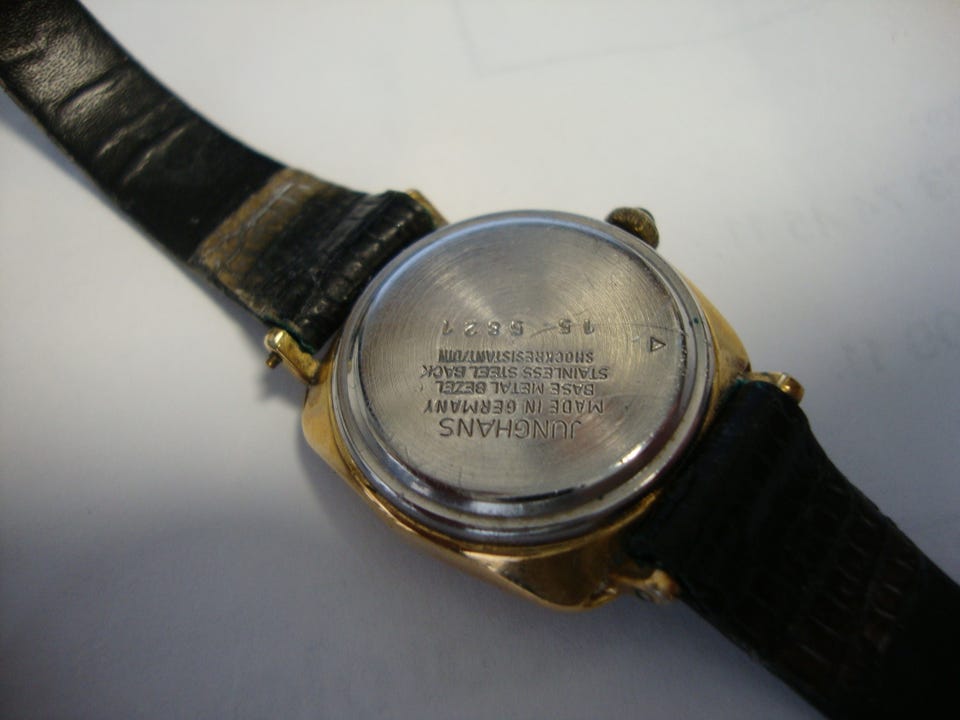 JUNGHANS
MADE IN GERMANY
BASE METAL BEZEL
STAINLESS STEEL BACK
SHOCKRESISTANT/DIN
15 5821